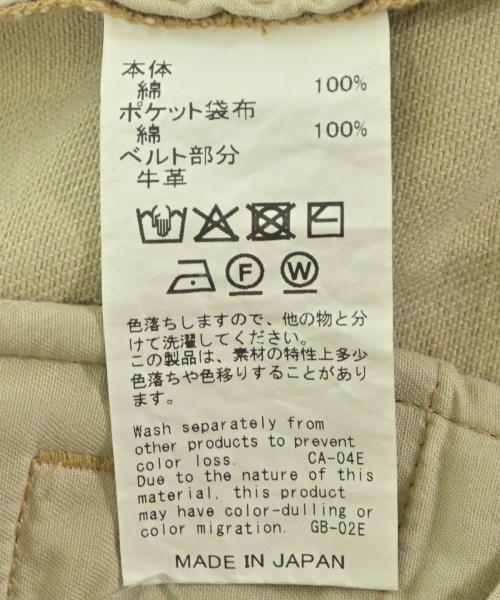 本体
綿 100%
ポケット袋布
綿 100%
ベルト部分
牛革
F W
色落ちしますので、他の物と分
けて洗濯してください。
この製品は、素材の特性上多少
色落ちや色移りすることがあり
ます。
Wash separately from
other products to prevent
color loss. CA-04E
Due to the nature of this
material, this product
may have color-dulling or
color migration. GB-02E
MADE IN JAPAN